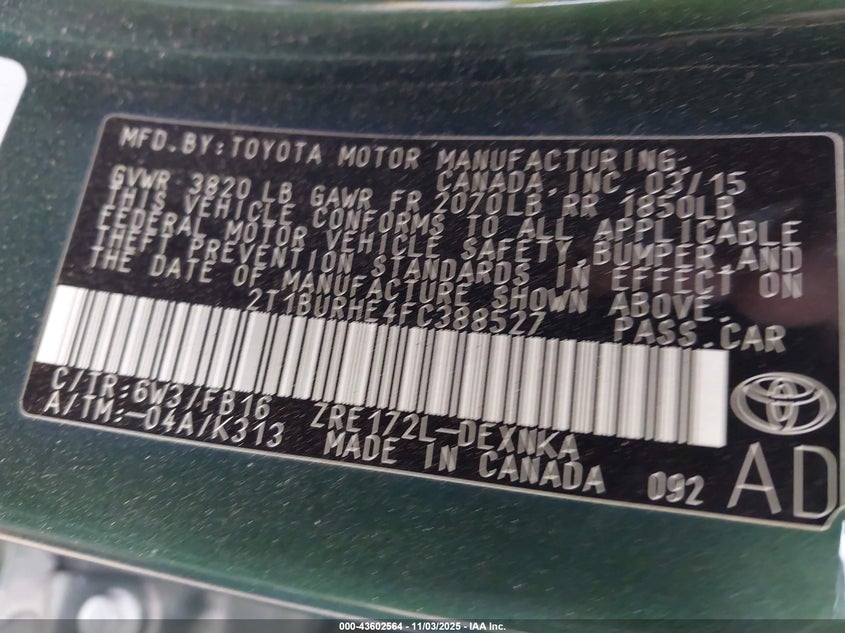 MFD.BY:TOYOTA MOTOR MANUFACTURING,
CANADA,INC.03/15
GVWR 3820 LB GAWR FR 2070LB RR 1850LB
THIS VEHICLE CONFORMS TO ALL APPLICABLE
FEDERAL MOTOR VEHICLE SAFETY,BUMPER,AND
THEFT PREVENTION STANDARDS IN EFFECT ON
THE DATE OF MANUFACTURE SHOWN ABOVE.
2T1BURHE4FC388527 PASS.CAR
C/TR:6W3/FB16 ZRE172L-DEXNKA
A/TM:-04A/K313 MADE IN CANADA 092
AD
000-43602564 — 11/03/2025 — IAA Inc.